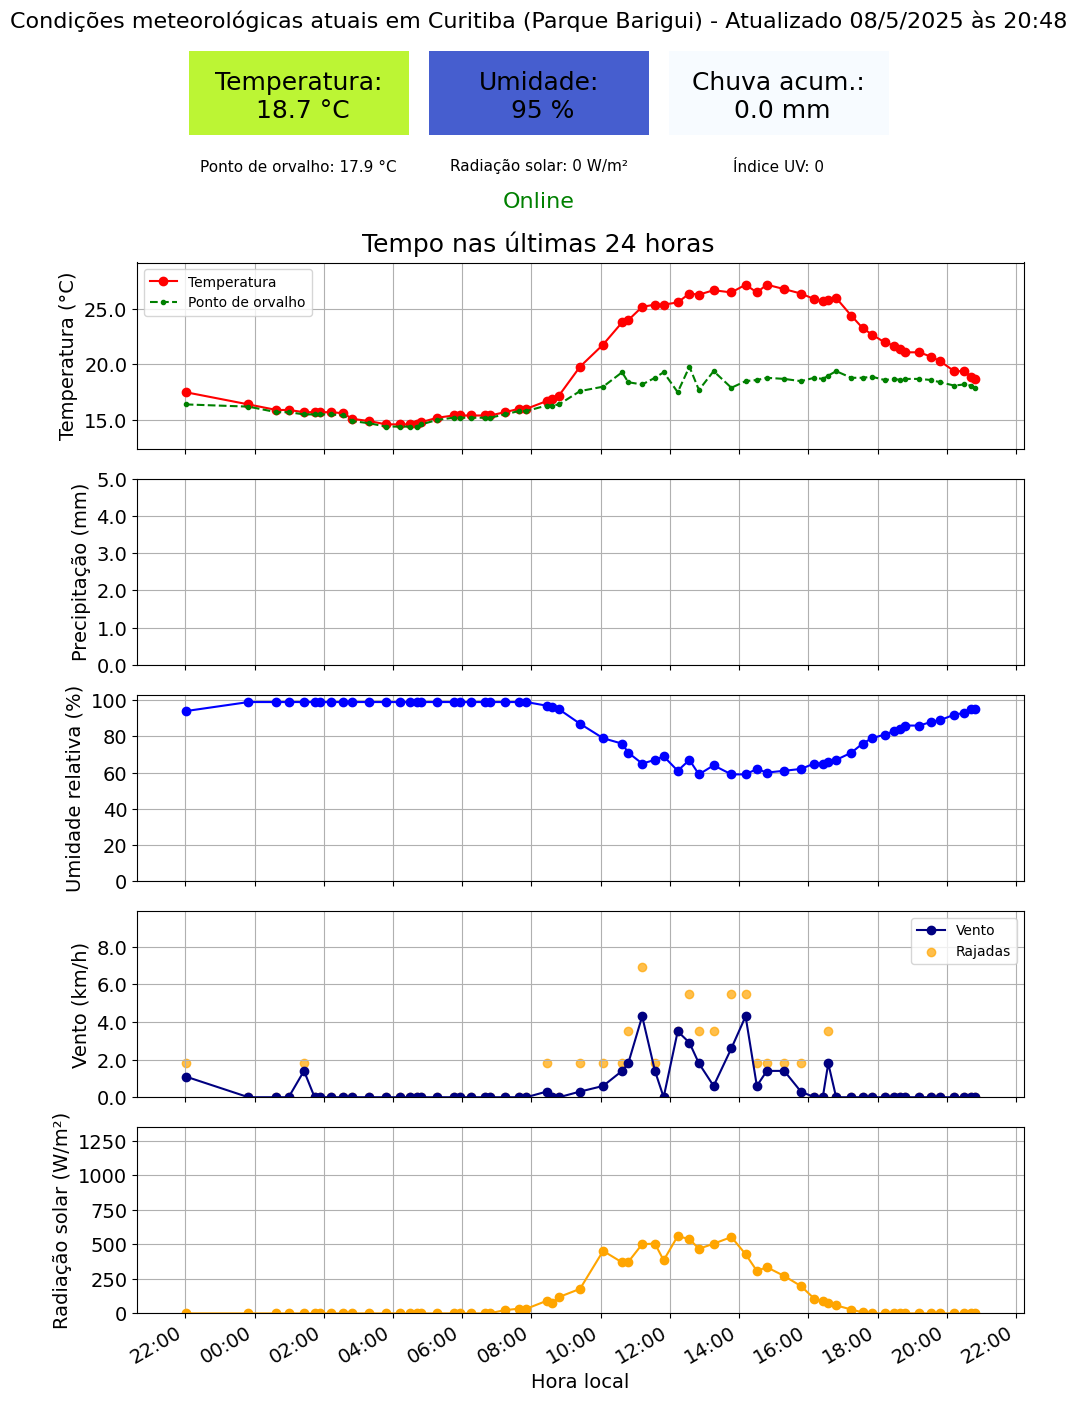 Condições meteorológicas atuais em Curitiba (Parque Barigui) - Atualizado 08/5/2025 às 20:48
Temperatura:
18.7 °C
Umidade:
95 %
Chuva acum.:
0.0 mm
Ponto de orvalho: 17.9 °C
Radiação solar: 0 W/m²
Índice UV: 0
Online
Tempo nas últimas 24 horas
Temperatura (°C)
25.0
20.0
15.0
Temperatura
Ponto de orvalho
Precipitação (mm)
5.0
4.0
3.0
2.0
1.0
0.0
Umidade relativa (%)
100
80
60
40
20
0
Vento (km/h)
8.0
6.0
4.0
2.0
0.0
Vento
Rajadas
Radiação solar (W/m²)
1250
1000
750
500
250
0
22:00
00:00
02:00
04:00
06:00
08:00
10:00
12:00
14:00
16:00
18:00
20:00
22:00
Hora local